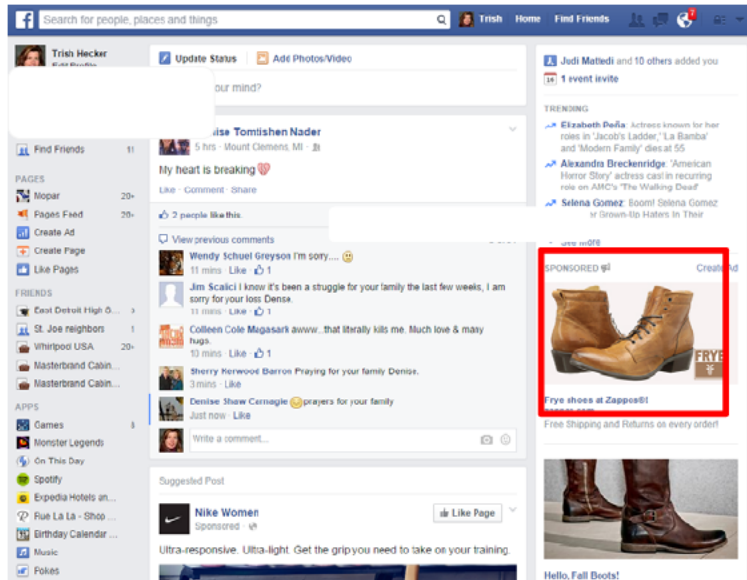 Search for people, places and things
Trish
Home
Find Friends
7
Trish Hecker
Edit Profile
Find Friends 11
PAGES
Mopar 20+
Pages Feed 20+
Create Ad
Create Page
Like Pages
FRIENDS
East Detroit High S...
St. Joe neighbors 1
Whirlpool USA 20+
Masterbrand Cabin...
Masterbrand Cabin...
APPS
Games
Monster Legends
On This Day
Spotify
Expedia Hotels an...
Rue La La - Shop ...
Birthday Calendar ...
Music
Pokes
Update Status
Add Photos/Video
our mind?
Tomtishen Nader
5 hrs · Mount Clemens, MI ·
My heart is breaking
Like · Comment · Share
2 people like this.
View previous comments
Wendy Schuel Greyson I'm sorry....
11 mins · Like · 1
Jim Scalici I know it's been a struggle for your family the last few weeks, I am
sorry for your loss Dense.
11 mins · Like · 1
Colleen Cole Magasark awww...that literally kills me. Much love & many
hugs.
10 mins · Like · 1
Sherry Kerwood Barron Praying for your family Denise.
3 mins · Like
Denise Shaw Carnagie prayers for your family
Just now · Like
Write a comment...
Suggested Post
Nike Women
Sponsored ·
Like Page
Ultra-responsive. Ultra-light. Get the grip you need to take on your training.
Judi Mattedi and 10 others added you
14 1 event invite
TRENDING
Elizabeth Peña: Actress known for her
roles in 'Jacob's Ladder,' 'La Bamba'
and 'Modern Family' dies at 55
Alexandra Breckenridge: 'American
Horror Story' actress cast in recurring
role on AMC's 'The Walking Dead'
Selena Gomez: Boom! Selena Gomez
Grown-Up Haters In Their
See more
SPONSORED
Create Ad
FRYE
Frye shoes at Zappos®!
zappos.com
Free Shipping and Returns on every order!
Hello, Fall Boots!